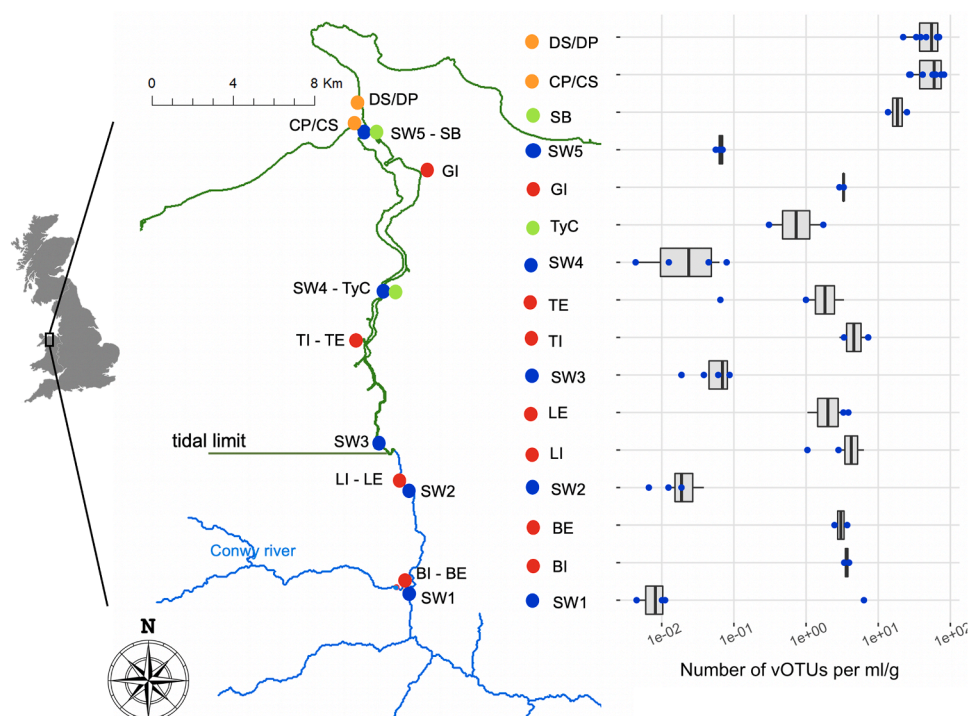 0 4 8 Km
DS/DP
CP/CS
SW5 - SB
GI
SW4 - TyC
TI - TE
SW3
tidal limit
LI - LE
SW2
Conwy river
BI - BE
SW1
N
DS/DP
CP/CS
SB
SW5
GI
TyC
SW4
TE
TI
SW3
LE
LI
SW2
BE
BI
SW1
1e-02 1e-01 1e+00 1e+01 1e+02
Number of vOTUs per ml/g